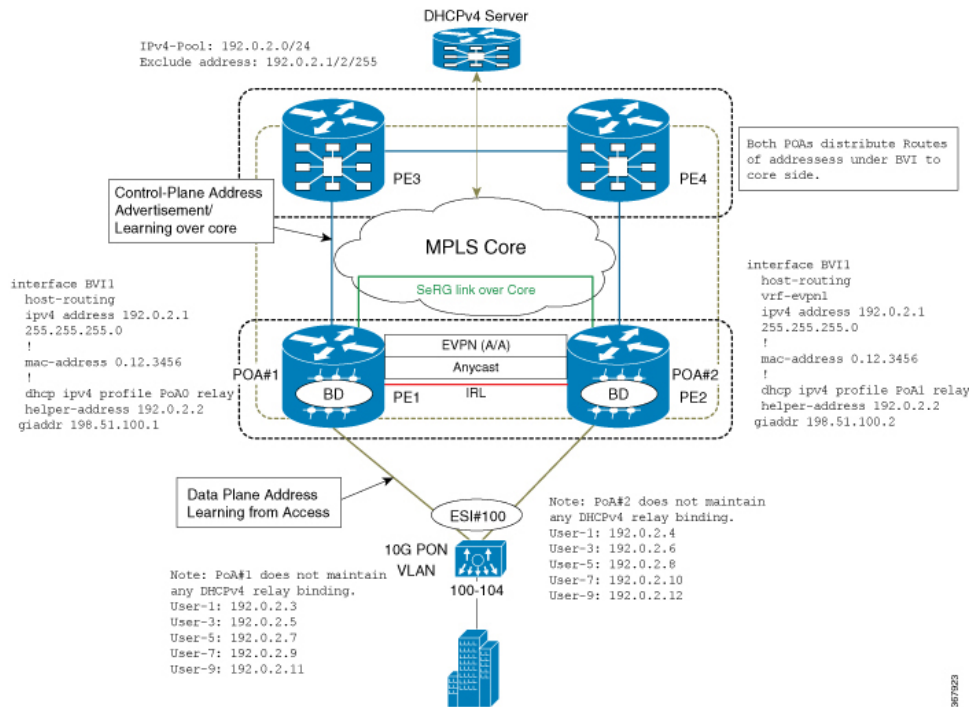 DHCPv4 Server
IPv4-Pool: 192.0.2.0/24
Exclude address: 192.0.2.1/2/255
PE3
PE4
Both POAs distribute Routes
of addressess under BVI to
core side.
Control-Plane Address
Advertisement/
Learning over core
MPLS Core
SeRG link over Core
interface BVI1
host-routing
ipv4 address 192.0.2.1
255.255.255.0
!
mac-address 0.12.3456
!
dhcp ipv4 profile PoA0 relay
helper-address 192.0.2.2
giaddr 198.51.100.1
interface BVI1
host-routing
vrf-evpn1
ipv4 address 192.0.2.1
255.255.255.0
!
mac-address 0.12.3456
!
dhcp ipv4 profile PoA1 relay
helper-address 192.0.2.2
giaddr 198.51.100.2
POA#1
BD
PE1
EVPN (A/A)
Anycast
IRL
POA#2
BD
PE2
Data Plane Address
Learning from Access
ESI#100
10G PON
VLAN
100-104
Note: PoA#1 does not maintain
any DHCPv4 relay binding.
User-1: 192.0.2.3
User-3: 192.0.2.5
User-5: 192.0.2.7
User-7: 192.0.2.9
User-9: 192.0.2.11
Note: PoA#2 does not maintain
any DHCPv4 relay binding.
User-1: 192.0.2.4
User-3: 192.0.2.6
User-5: 192.0.2.8
User-7: 192.0.2.10
User-9: 192.0.2.12
367923